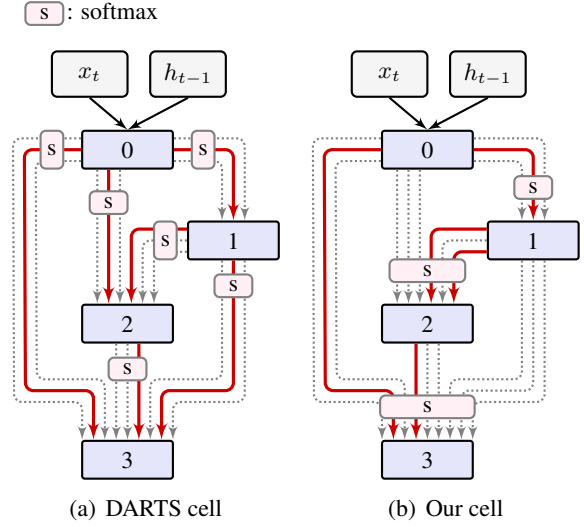 s : softmax
x_t h_{t−1} x_t h_{t−1}
s 0 s 0
s s
1 1
s s
s s
2 2
s
s
3 3
(a) DARTS cell (b) Our cell